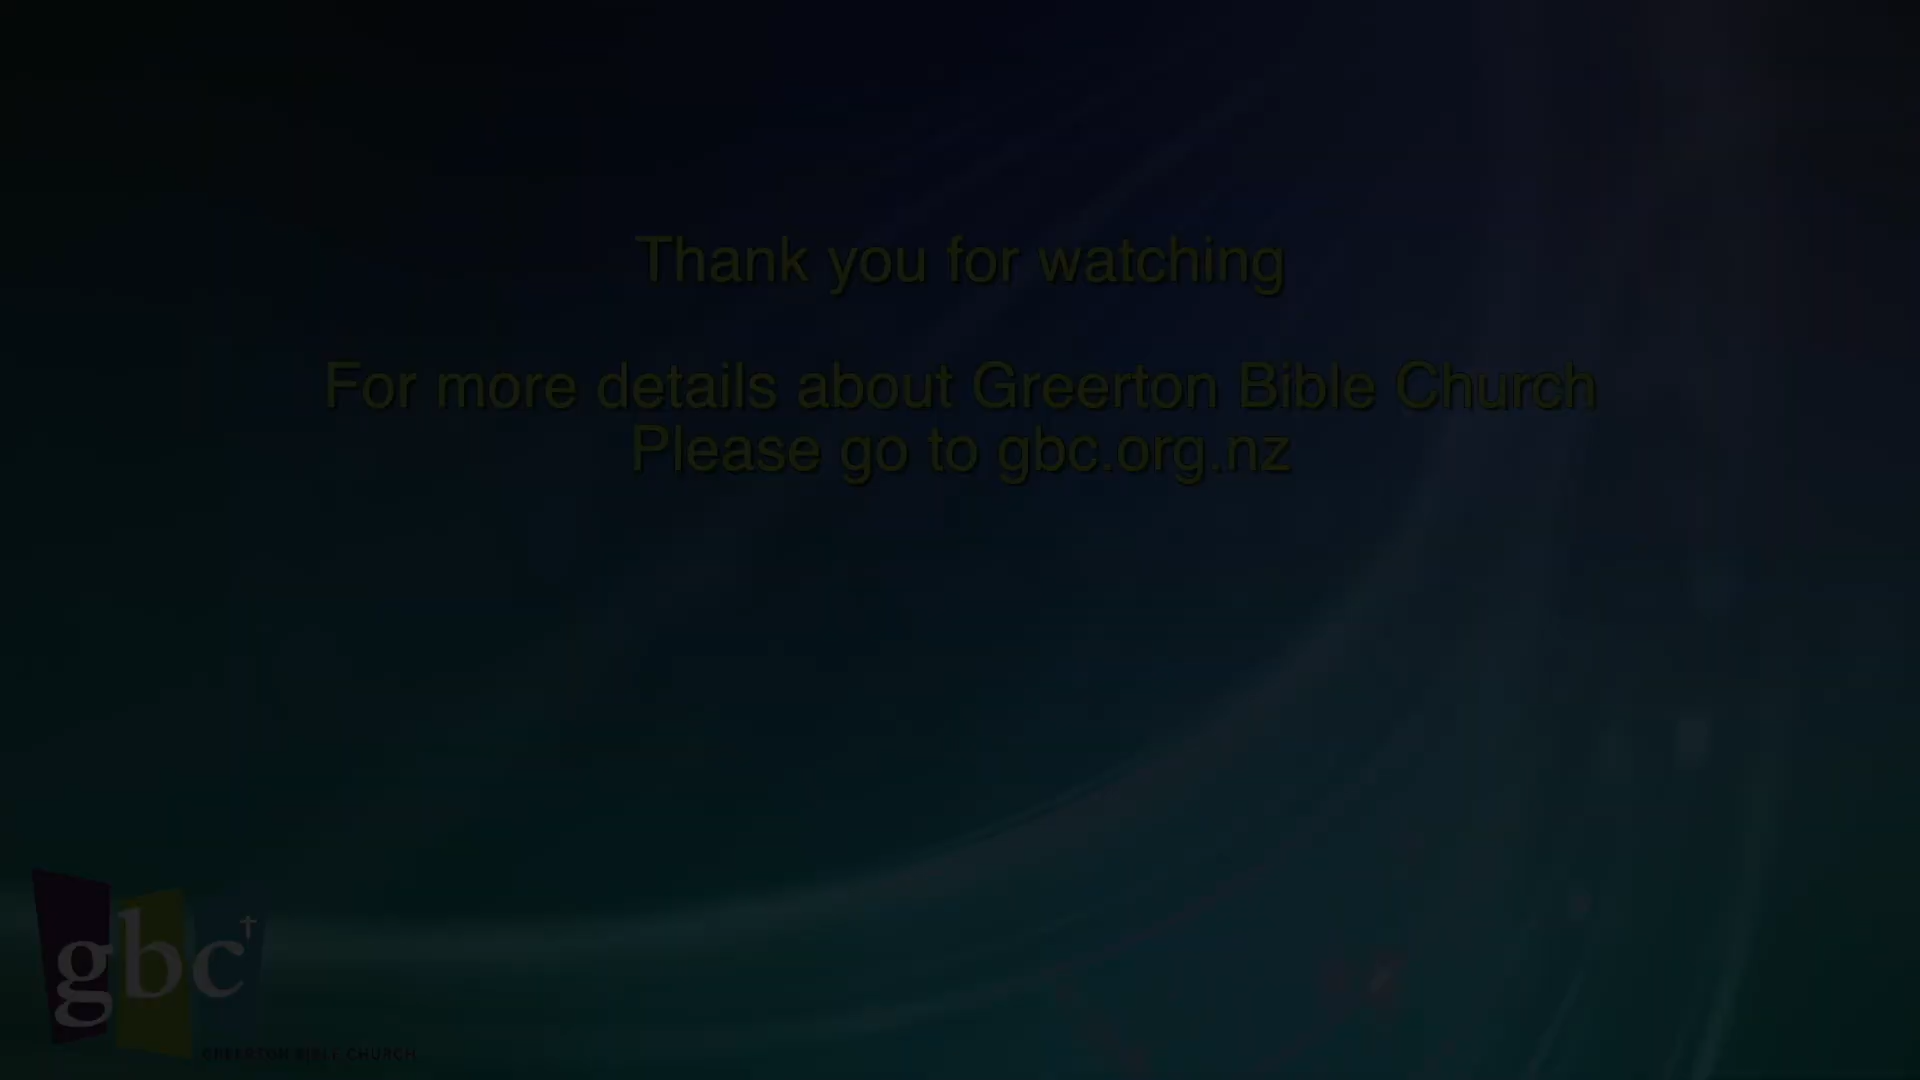 Thank you for watching
For more details about Greerton Bible Church
Please go to gbc.org.nz
gbc
GREERTON BIBLE CHURCH